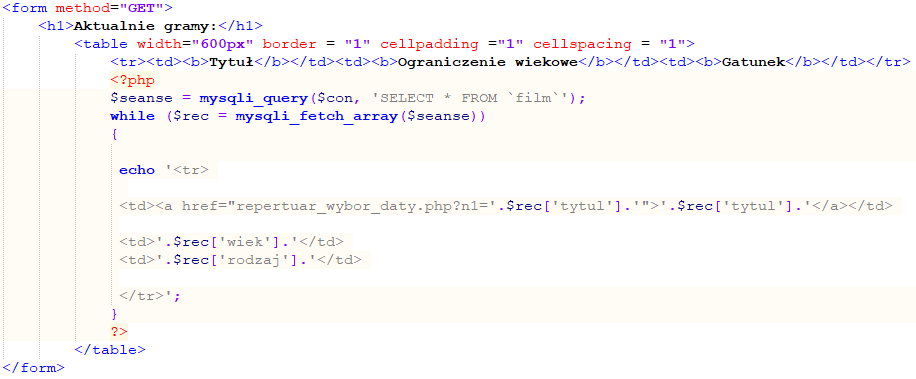 <form method="GET">
<h1>Aktualnie gramy:</h1>
<table width="600px" border = "1" cellpadding ="1" cellspacing = "1">
<tr><td><b>Tytuł</b></td><td><b>Ograniczenie wiekowe</b></td><td><b>Gatunek</b></td></tr>
<?php
$seanse = mysqli_query($con, 'SELECT * FROM `film`');
while ($rec = mysqli_fetch_array($seanse))
{
echo '<tr>
<td><a href="repertuar_wybor_daty.php?n1='.$rec['tytul'].'">'.$rec['tytul'].'</a></td>
<td>'.$rec['wiek'].'</td>
<td>'.$rec['rodzaj'].'</td>
</tr>';
}
?>
</table>
</form>